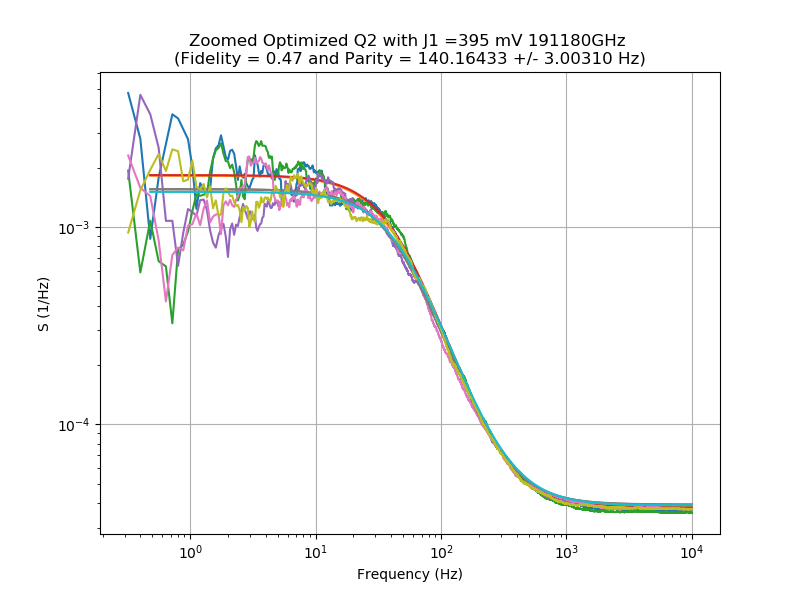 Zoomed Optimized Q2 with J1 =395 mV 191180GHz
(Fidelity = 0.47 and Parity = 140.16433 +/- 3.00310 Hz)
S (1/Hz)
10⁻³
10⁻⁴
10⁰ 10¹ 10² 10³ 10⁴
Frequency (Hz)